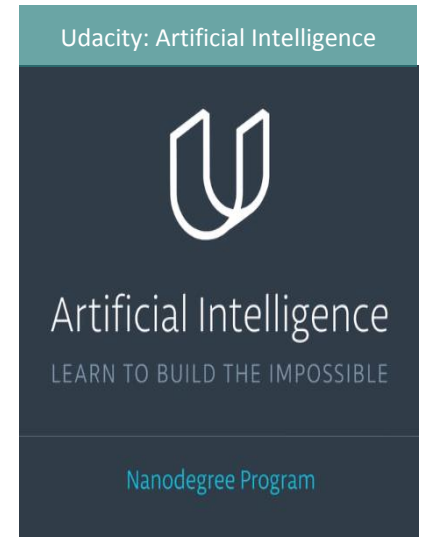 Udacity: Artificial Intelligence
Artificial Intelligence
LEARN TO BUILD THE IMPOSSIBLE
Nanodegree Program